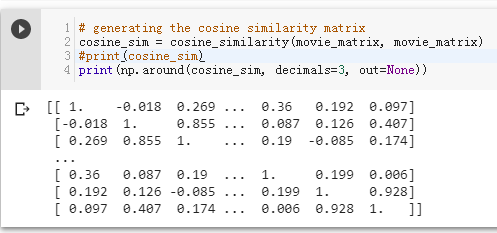 1 # generating the cosine similarity matrix
2 cosine_sim = cosine_similarity(movie_matrix, movie_matrix)
3 #print(cosine_sim)
4 print(np.around(cosine_sim, decimals=3, out=None))
[[ 1.    -0.018  0.269 ...  0.36   0.192  0.097]
[-0.018  1.     0.855 ...  0.087  0.126  0.407]
[ 0.269  0.855  1.    ...  0.19  -0.085  0.174]
...
[ 0.36   0.087  0.19  ...  1.     0.199  0.006]
[ 0.192  0.126 -0.085 ...  0.199  1.     0.928]
[ 0.097  0.407  0.174 ...  0.006  0.928  1.   ]]